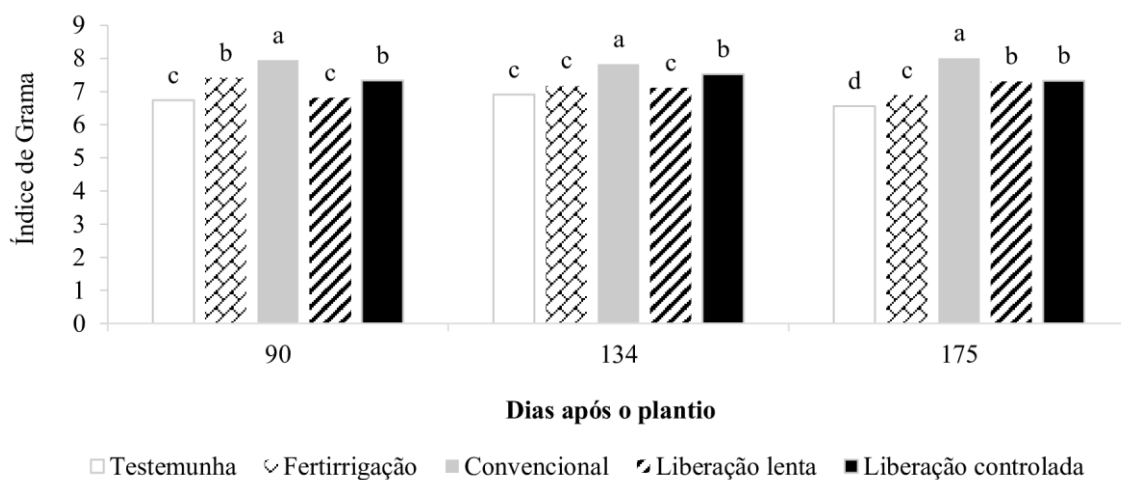 Índice de Grama
9
8
7
6
5
4
3
2
1
0
c b a c b
c c a c b
d c a b b
90 134 175
Dias após o plantio
Testemunha Fertirrigação Convencional Liberação lenta Liberação controlada